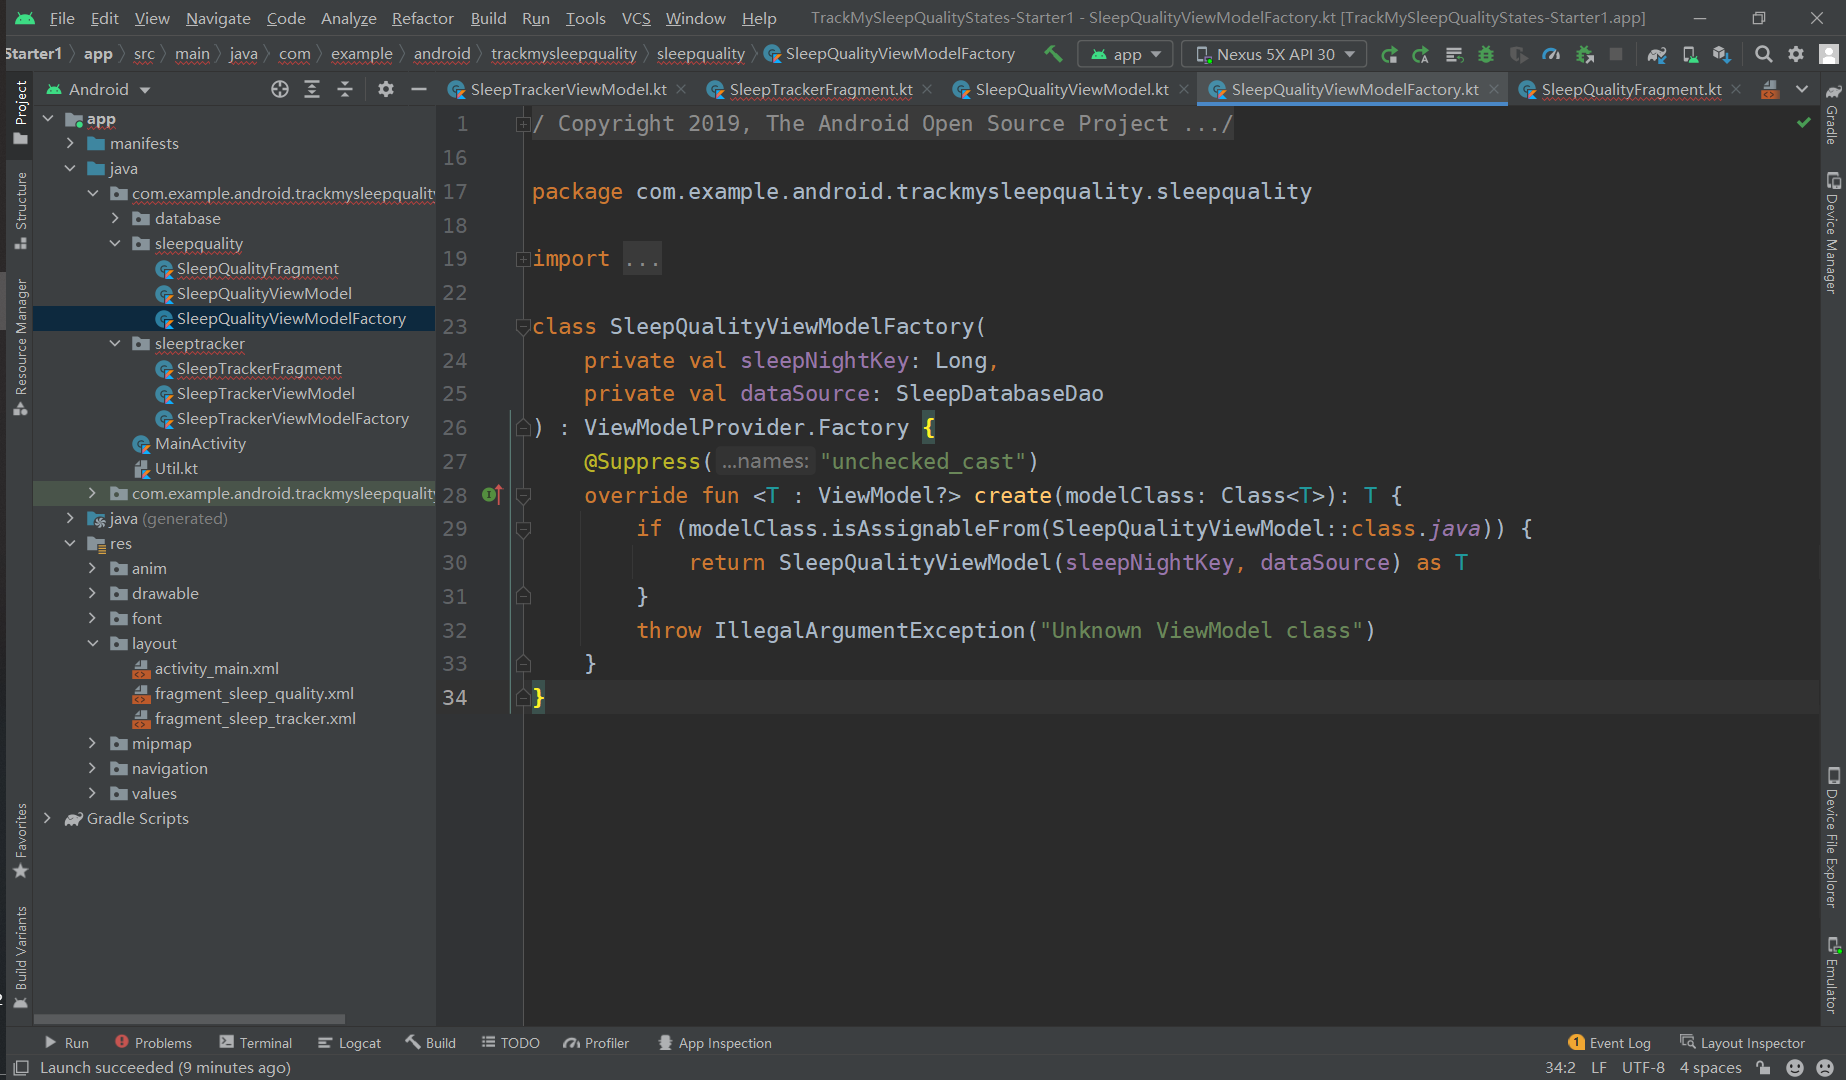 File Edit View Navigate Code Analyze Refactor Build Run Tools VCS Window Help TrackMySleepQualityStates-Starter1 - SleepQualityViewModelFactory.kt [TrackMySleepQualityStates-Starter1.app]
Starter1 app src main java com example android trackmysleepquality sleepquality SleepQualityViewModelFactory app Nexus 5X API 30
Android SleepTrackerViewModel.kt SleepTrackerFragment.kt SleepQualityViewModel.kt SleepQualityViewModelFactory.kt SleepQualityFragment.kt
Project
Structure
Resource Manager
Favorites
Build Variants
app
manifests
java
com.example.android.trackmysleepquality
database
sleepquality
SleepQualityFragment
SleepQualityViewModel
SleepQualityViewModelFactory
sleeptracker
SleepTrackerFragment
SleepTrackerViewModel
SleepTrackerViewModelFactory
MainActivity
Util.kt
com.example.android.trackmysleepquality
java (generated)
res
anim
drawable
font
layout
activity_main.xml
fragment_sleep_quality.xml
fragment_sleep_tracker.xml
mipmap
navigation
values
Gradle Scripts
1 / Copyright 2019, The Android Open Source Project .../
16
17 package com.example.android.trackmysleepquality.sleepquality
18
19 import ...
22
23 class SleepQualityViewModelFactory(
24 private val sleepNightKey: Long,
25 private val dataSource: SleepDatabaseDao
26 ) : ViewModelProvider.Factory {
27 @Suppress( ...names: "unchecked_cast")
28 override fun <T : ViewModel?> create(modelClass: Class<T>): T {
29 if (modelClass.isAssignableFrom(SleepQualityViewModel::class.java)) {
30 return SleepQualityViewModel(sleepNightKey, dataSource) as T
31 }
32 throw IllegalArgumentException("Unknown ViewModel class")
33 }
34 }
Gradle
Device Manager
Device File Explorer
Emulator
Run Problems Terminal Logcat Build TODO Profiler App Inspection 1 Event Log Layout Inspector
Launch succeeded (9 minutes ago) 34:2 LF UTF-8 4 spaces